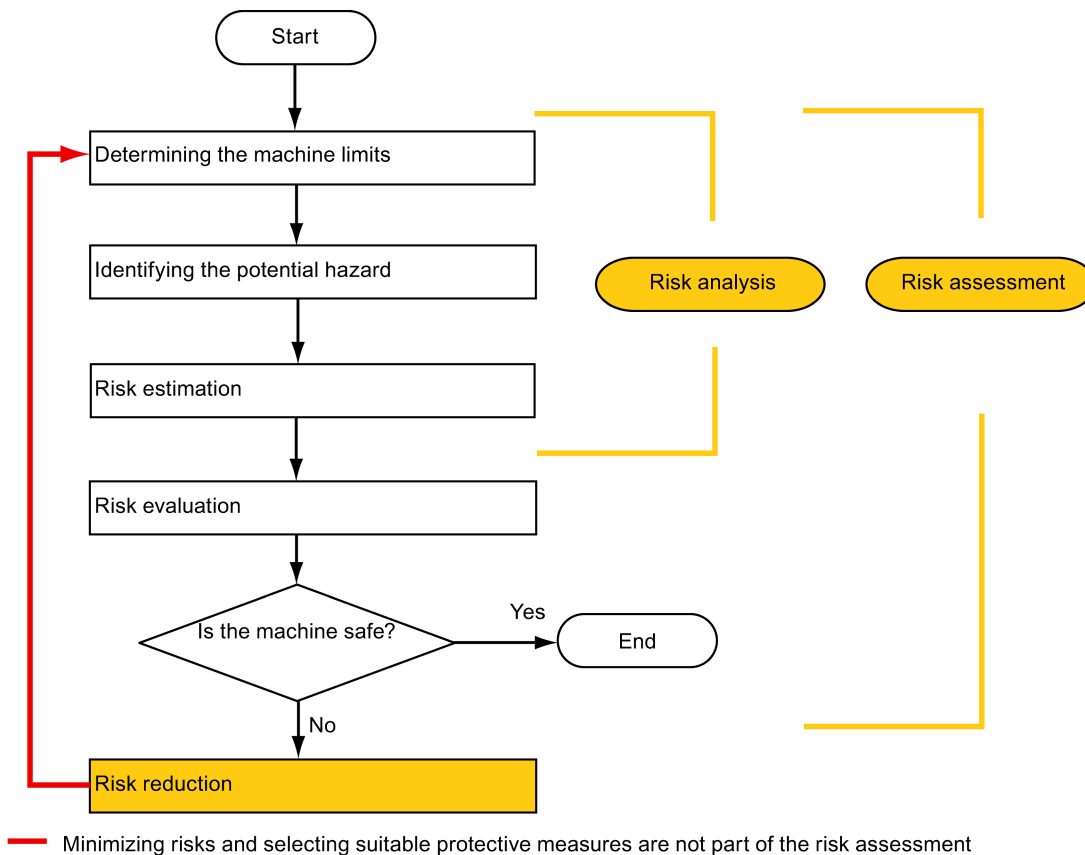 Start
Determining the machine limits
Identifying the potential hazard
Risk analysis
Risk assessment
Risk estimation
Risk evaluation
Is the machine safe?
Yes
End
No
Risk reduction
Minimizing risks and selecting suitable protective measures are not part of the risk assessment